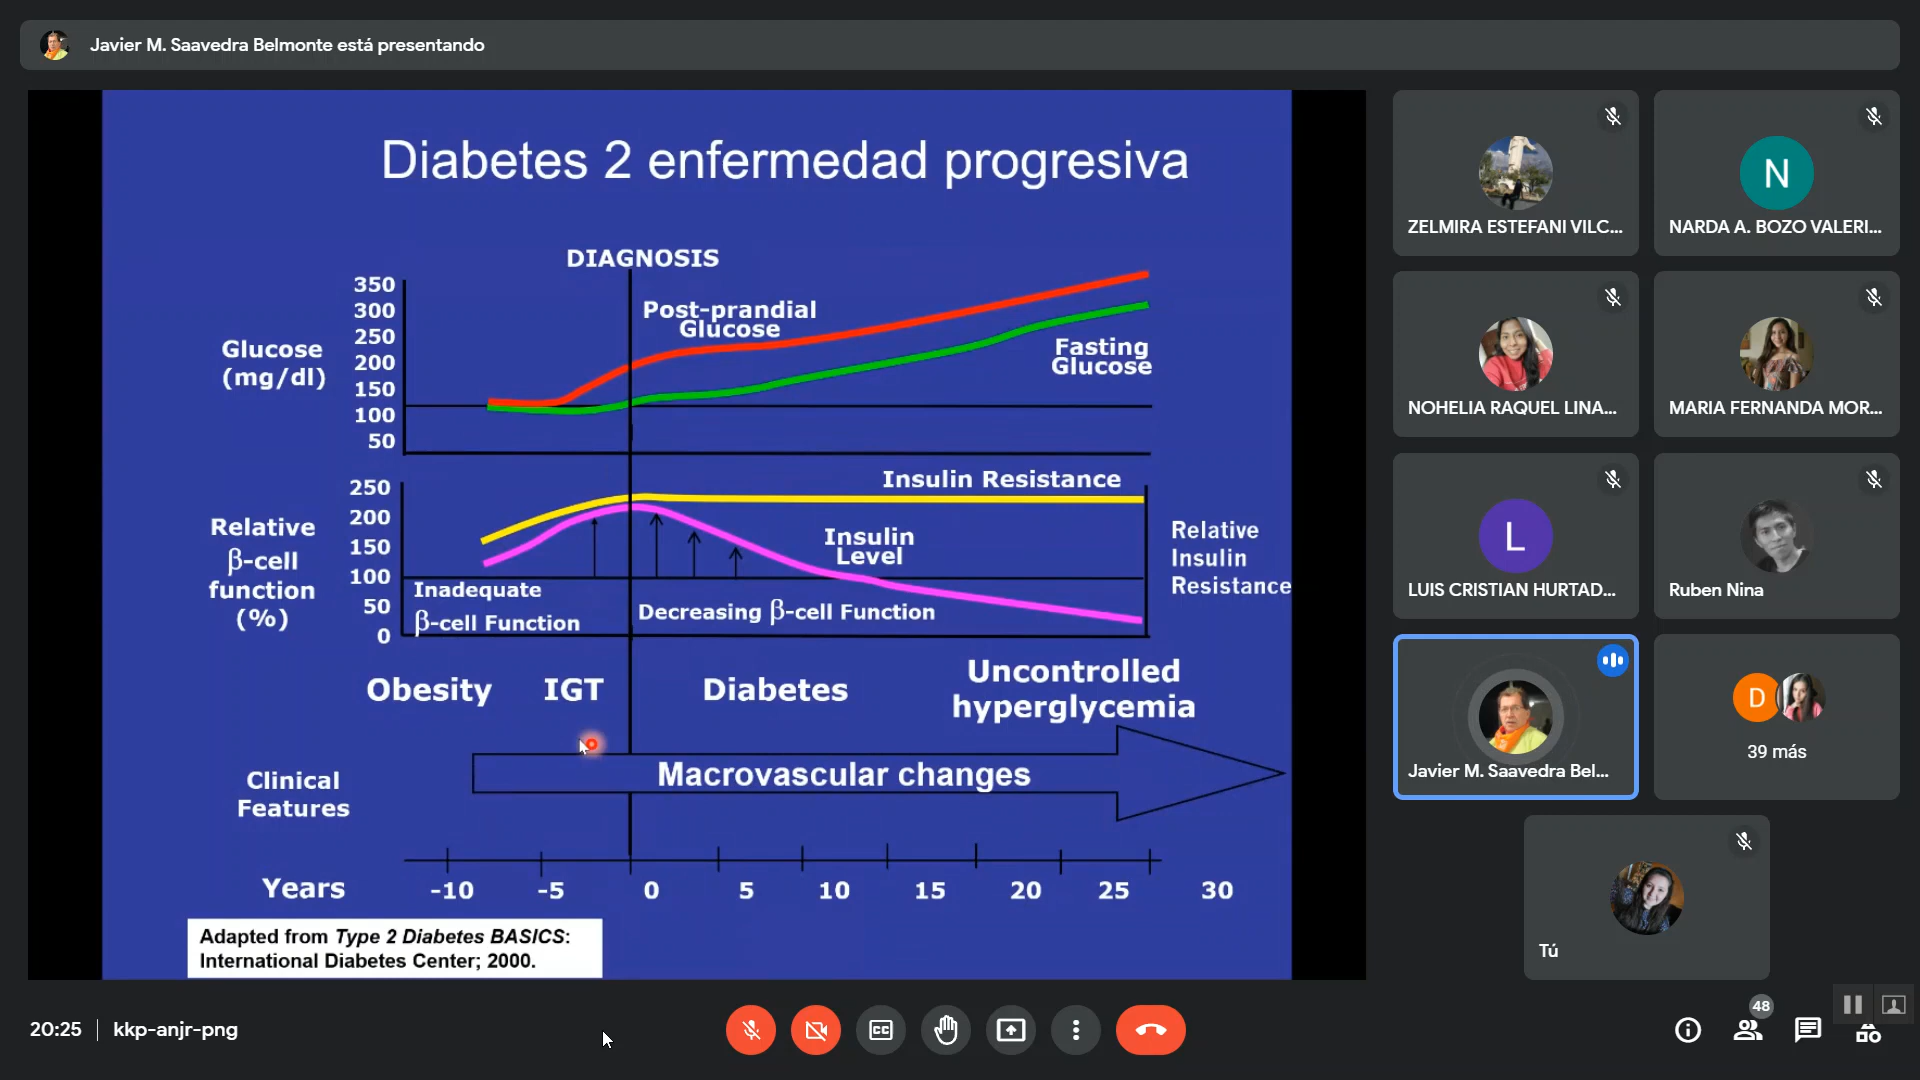 Javier M. Saavedra Belmonte está presentando
Diabetes 2 enfermedad progresiva
DIAGNOSIS
350
300
250
200
150
100
50
Glucose
(mg/dl)
Post-prandial
Glucose
Fasting
Glucose
250
200
150
100
50
0
Relative
β-cell
function
(%)
Insulin Resistance
Insulin
Level
Relative
Insulin
Resistance
Inadequate
β-cell Function
Decreasing β-cell Function
Obesity
IGT
Diabetes
Uncontrolled
hyperglycemia
Clinical
Features
Macrovascular changes
Years
-10
-5
0
5
10
15
20
25
30
Adapted from Type 2 Diabetes BASICS:
International Diabetes Center; 2000.
ZELMIRA ESTEFANI VILC...
N
NARDA A. BOZO VALERI...
NOHELIA RAQUEL LINA...
MARIA FERNANDA MOR...
L
LUIS CRISTIAN HURTAD...
Ruben Nina
Javier M. Saavedra Bel...
D
39 más
Tú
20:25 | kkp-anjr-png
CC
48